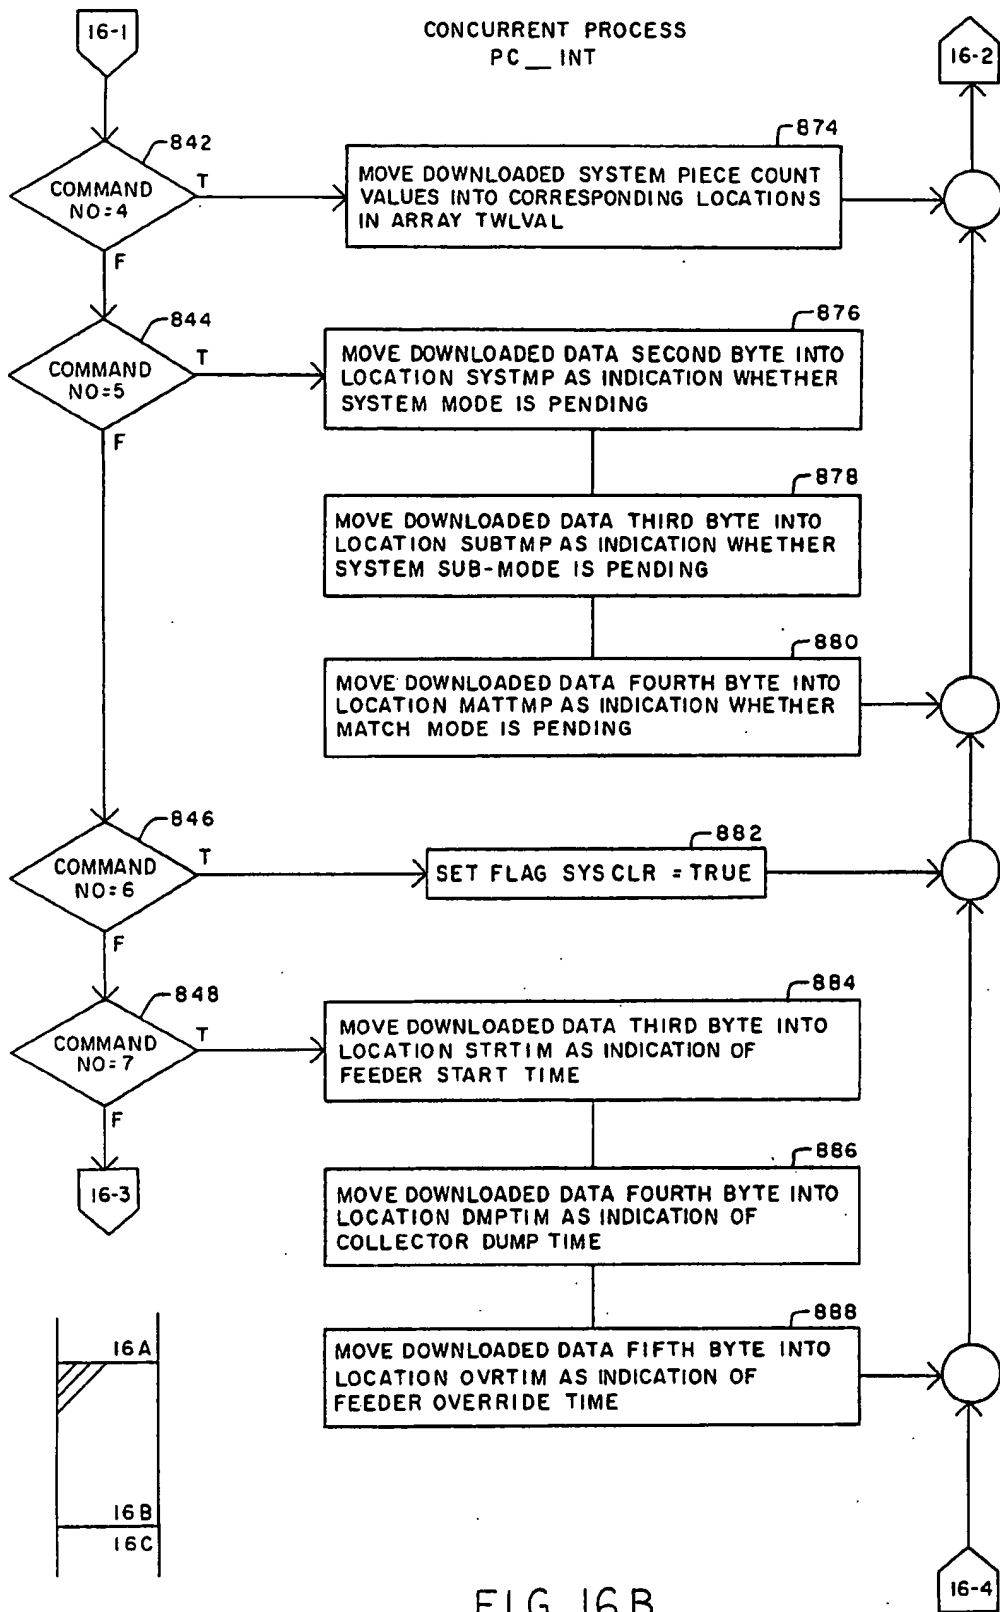 16-1
CONCURRENT PROCESS
PC__INT
16-2
842
COMMAND
NO=4
T
F
874
MOVE DOWNLOADED SYSTEM PIECE COUNT
VALUES INTO CORRESPONDING LOCATIONS
IN ARRAY TWLVAL
844
COMMAND
NO=5
T
F
876
MOVE DOWNLOADED DATA SECOND BYTE INTO
LOCATION SYSTMP AS INDICATION WHETHER
SYSTEM MODE IS PENDING
878
MOVE DOWNLOADED DATA THIRD BYTE INTO
LOCATION SUBTMP AS INDICATION WHETHER
SYSTEM SUB-MODE IS PENDING
880
MOVE DOWNLOADED DATA FOURTH BYTE INTO
LOCATION MATTMP AS INDICATION WHETHER
MATCH MODE IS PENDING
846
COMMAND
NO=6
T
F
882
SET FLAG SYSCLR = TRUE
848
COMMAND
NO=7
T
F
884
MOVE DOWNLOADED DATA THIRD BYTE INTO
LOCATION STRTIM AS INDICATION OF
FEEDER START TIME
16-3
886
MOVE DOWNLOADED DATA FOURTH BYTE INTO
LOCATION DMPTIM AS INDICATION OF
COLLECTOR DUMP TIME
888
MOVE DOWNLOADED DATA FIFTH BYTE INTO
LOCATION OVRTIM AS INDICATION OF
FEEDER OVERRIDE TIME
16A
16B
16C
16-4
FIG. 16B